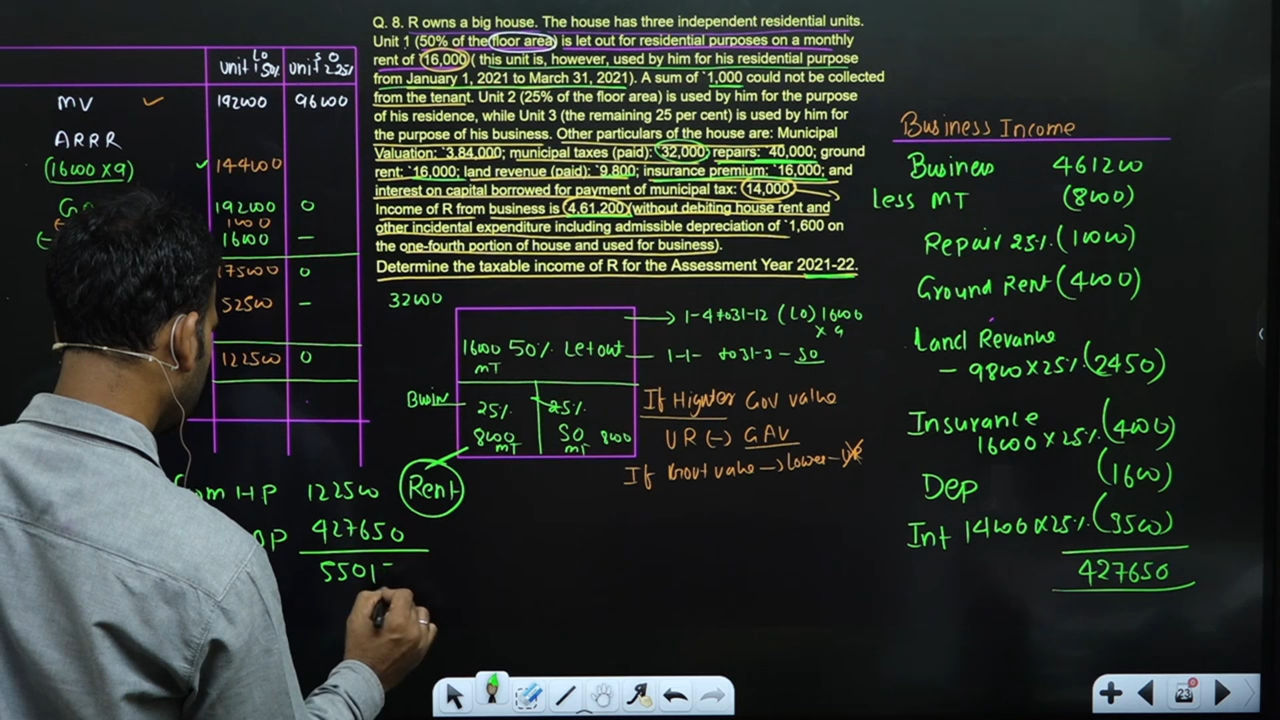 Q. 8. R owns a big house. The house has three independent residential units.
Unit 1 (50% of the floor area) is let out for residential purposes on a monthly
rent of 16,000( this unit is, however, used by him for his residential purpose
from January 1, 2021 to March 31, 2021). A sum of `1,000 could not be collected
from the tenant. Unit 2 (25% of the floor area) is used by him for the purpose
of his residence, while Unit 3 (the remaining 25 per cent) is used by him for
the purpose of his business. Other particulars of the house are: Municipal
Valuation: `3,84,000; municipal taxes (paid): `32,000; repairs: `40,000; ground
rent: `16,000; land revenue (paid): `9,800; insurance premium: `16,000; and
interest on capital borrowed for payment of municipal tax: `14,000.
Income of R from business is `4,61,200 (without debiting house rent and
other incidental expenditure including admissible depreciation of `1,600 on
the one-fourth portion of house and used for business).
Determine the taxable income of R for the Assessment Year 2021-22.
LO SO
Unit 1 50% Unit 2 25%
MV 192000 96000
ARRR
(16000 x 9) 144000
192000 0
1000
16000 -
175000 0
52500 -
122500 0
om HP 122500
427650
5501
32000
16000 50% Let out
MT
1-4 to 31-12 (LO) 16000
x 9
1-1- to 31-3 - SO
Busin 25% 25%
8000 SO 8000
MT MT
Rent
If Higher Gov value
UR (-) GAV
If Govt value → lower - UR
Business Income
Business 461200
Less MT (8000)
Repair 25% (10000)
Ground Rent (4000)
Land Revanue
- 9800 x 25% (2450)
Insurance
16000 x 25% (4000)
Dep (1600)
Int 14000 x 25% (3500)
427650
23